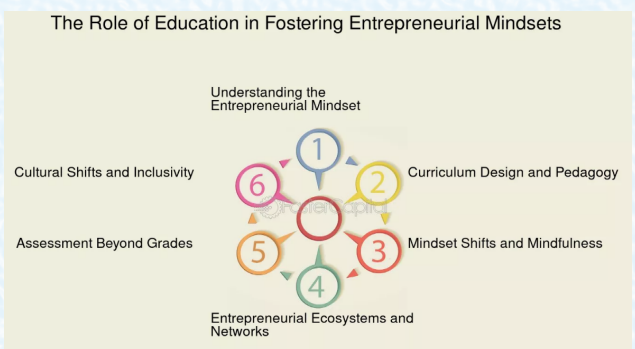 The Role of Education in Fostering Entrepreneurial Mindsets
Understanding the
Entrepreneurial Mindset
1
Cultural Shifts and Inclusivity
6
2
Curriculum Design and Pedagogy
FasterCapital
Assessment Beyond Grades
5
3
Mindset Shifts and Mindfulness
4
Entrepreneurial Ecosystems and
Networks